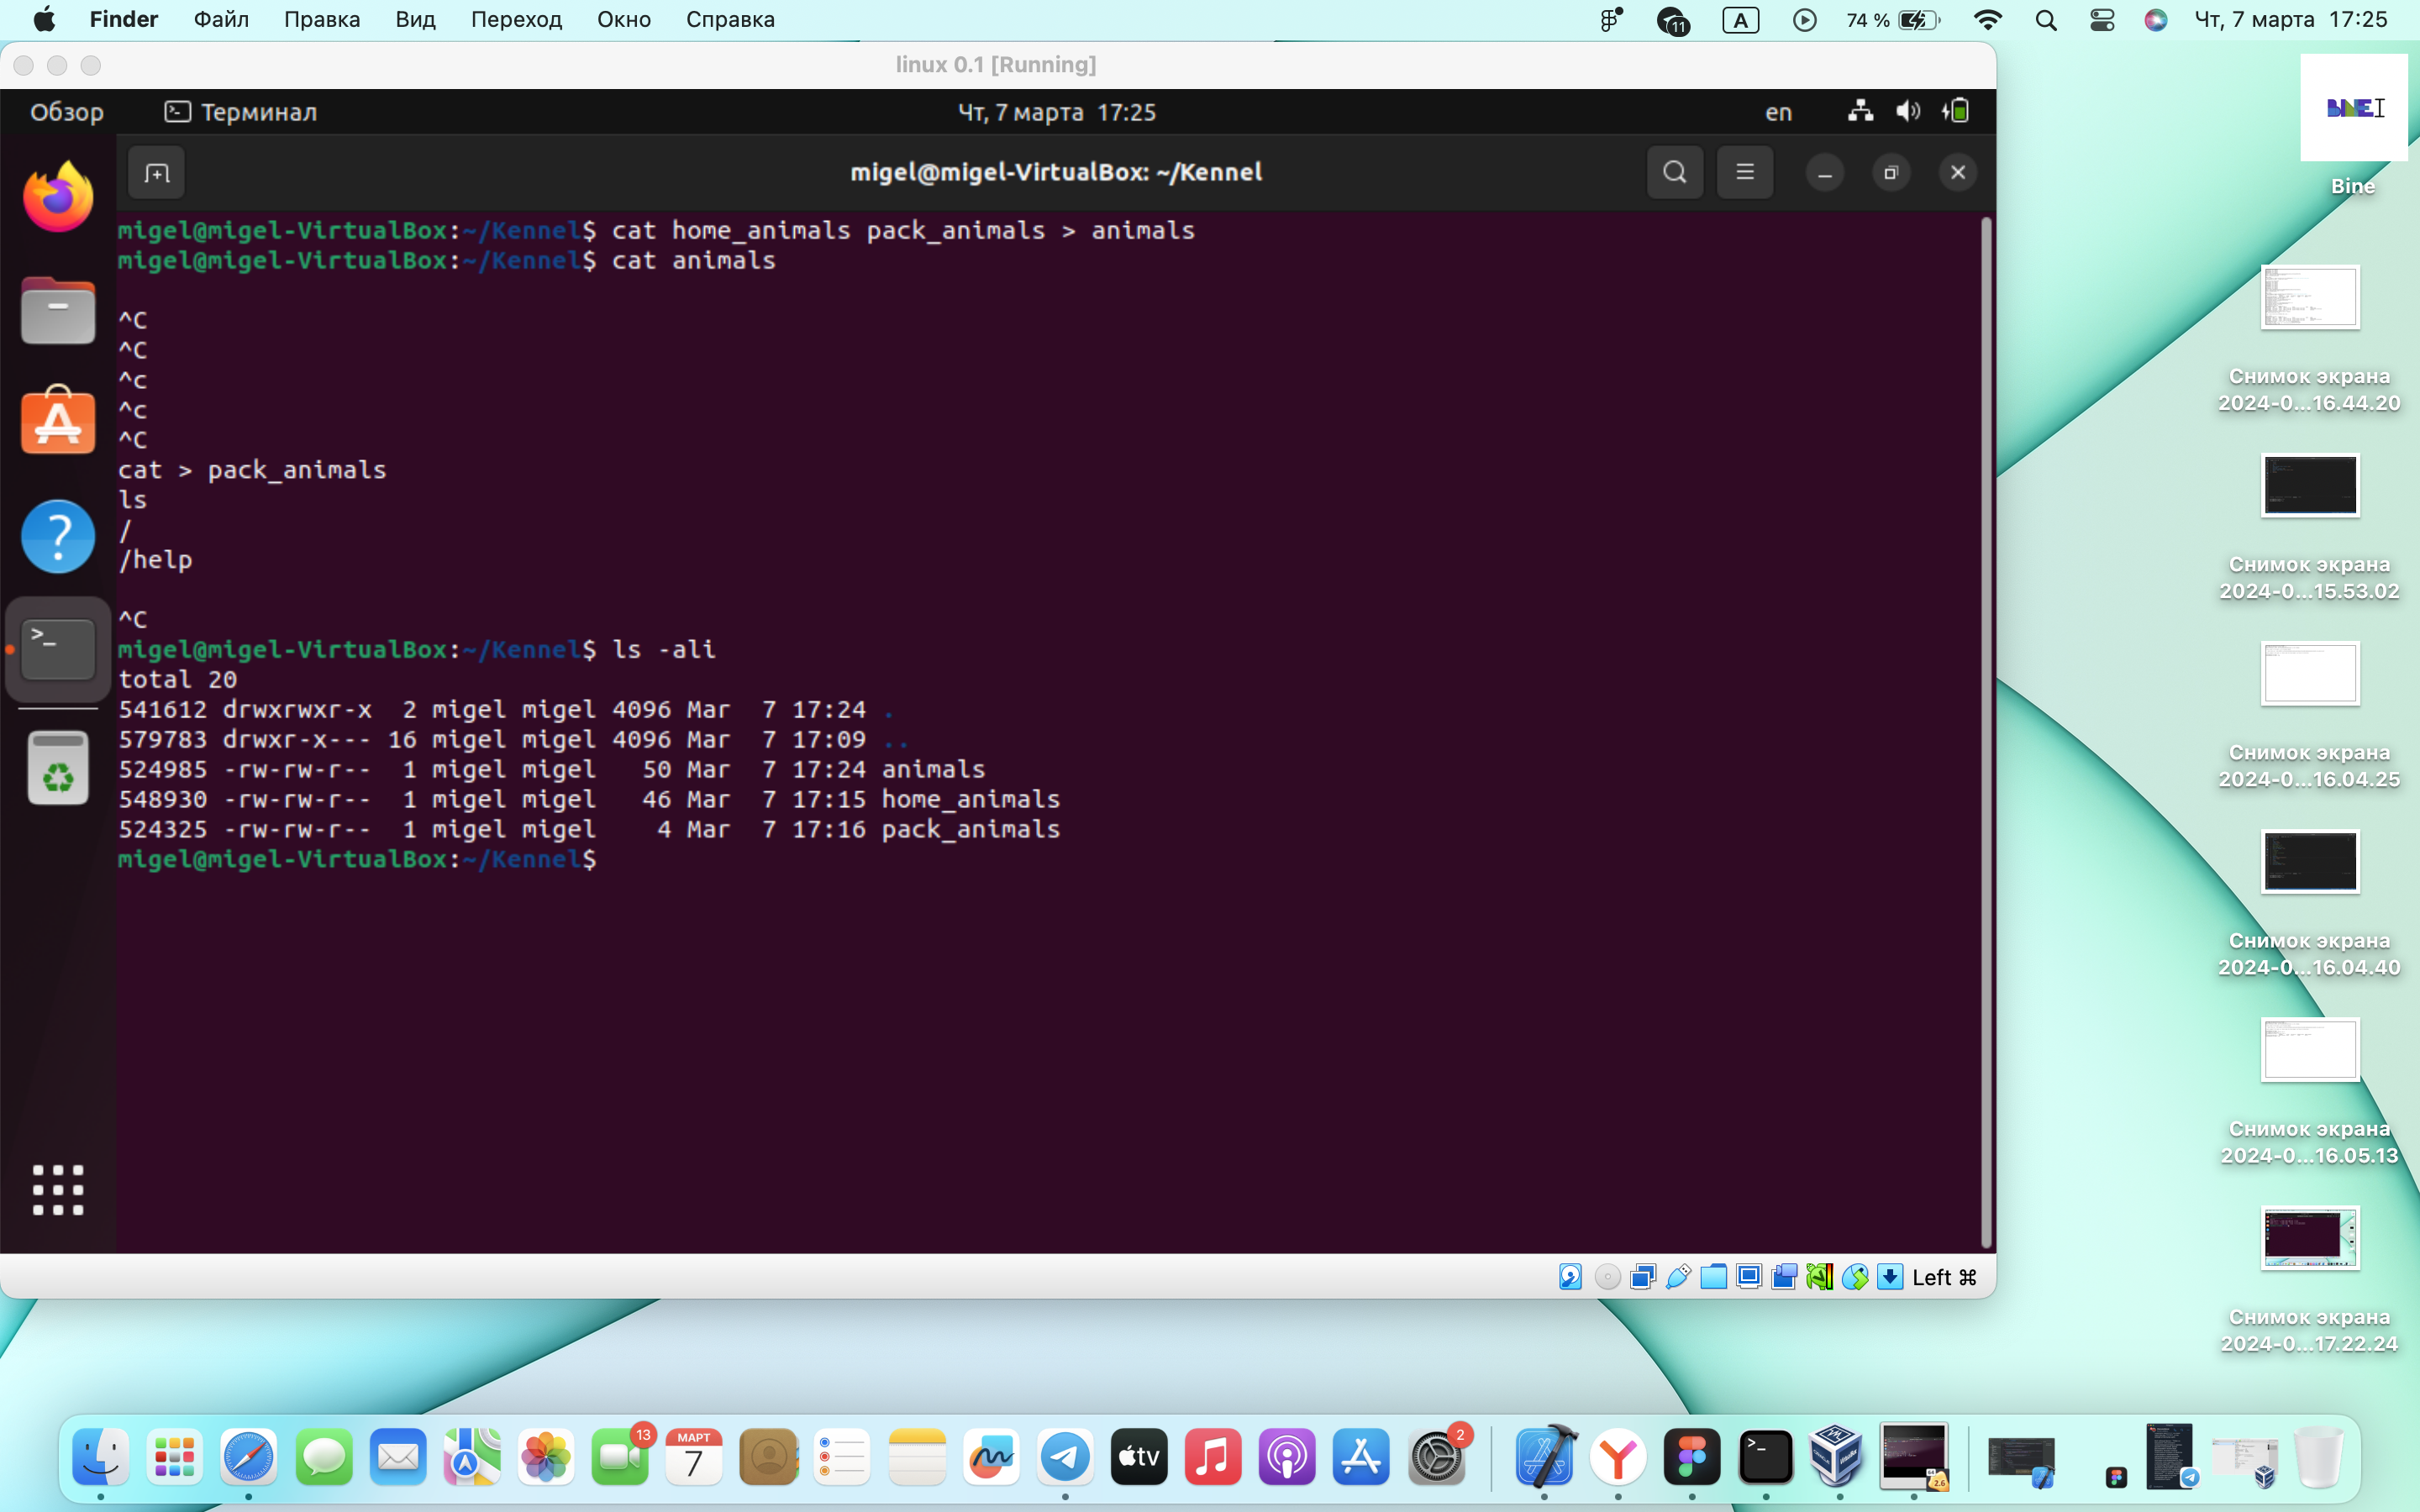 Finder Файл Правка Вид Переход Окно Справка 11 A 74 % Чт, 7 марта 17:25
linux 0.1 [Running]
Обзор Терминал Чт, 7 марта 17:25 en
migel@migel-VirtualBox: ~/Kennel
migel@migel-VirtualBox:~/Kennel$ cat home_animals pack_animals > animals
migel@migel-VirtualBox:~/Kennel$ cat animals
^C
^C
^c
^c
^C
cat > pack_animals
ls
/
/help
^C
migel@migel-VirtualBox:~/Kennel$ ls -ali
total 20
541612 drwxrwxr-x 2 migel migel 4096 Mar 7 17:24 .
579783 drwxr-x--- 16 migel migel 4096 Mar 7 17:09 ..
524985 -rw-rw-r-- 1 migel migel 50 Mar 7 17:24 animals
548930 -rw-rw-r-- 1 migel migel 46 Mar 7 17:15 home_animals
524325 -rw-rw-r-- 1 migel migel 4 Mar 7 17:16 pack_animals
migel@migel-VirtualBox:~/Kennel$
Left ⌘
BINE
Bine
Снимок экрана
2024-0...16.44.20
Снимок экрана
2024-0...15.53.02
Снимок экрана
2024-0...16.04.25
Снимок экрана
2024-0...16.04.40
Снимок экрана
2024-0...16.05.13
Снимок экрана
2024-0...17.22.24
13
МАРТ
7
tv
2